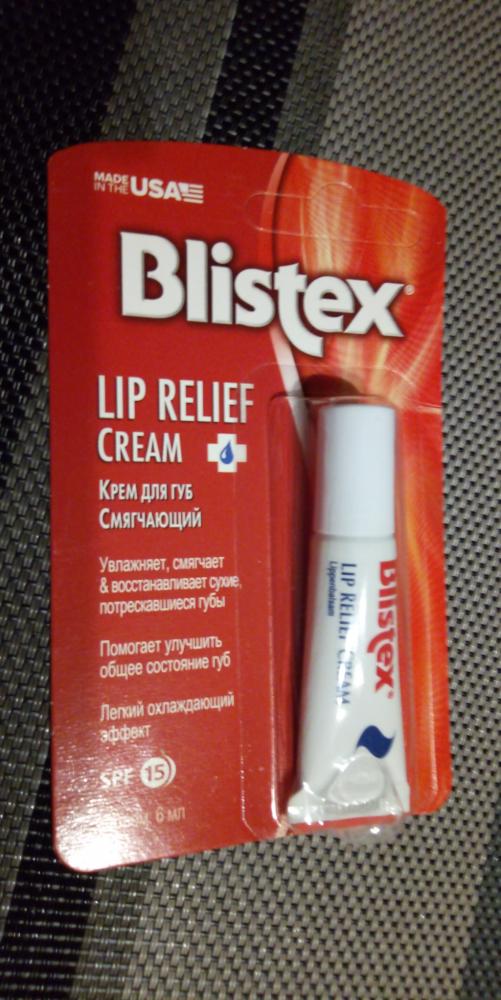 MADE
IN THE USA
Blistex®
LIP RELIEF
CREAM
КРЕМ ДЛЯ ГУБ
СМЯГЧАЮЩИЙ
Увлажняет, смягчает
& восстанавливает сухие,
потрескавшиеся губы
Помогает улучшить
общее состояние губ
Легкий охлаждающий
эффект
SPF 15
6 мл
Blistex®
LIP RELIEF CREAM
Lippenbalsam